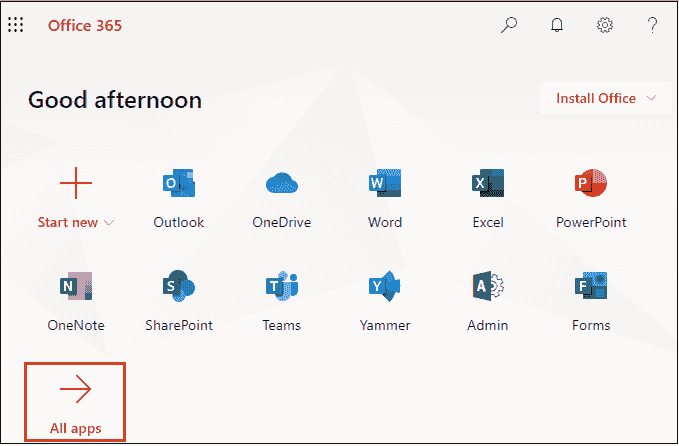 Office 365
?
Good afternoon
Install Office
Start new
Outlook
OneDrive
Word
Excel
PowerPoint
OneNote
SharePoint
Teams
Yammer
Admin
Forms
All apps